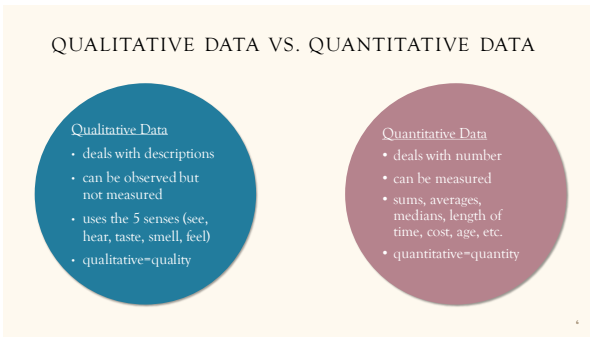 QUALITATIVE DATA VS. QUANTITATIVE DATA
Qualitative Data
• deals with descriptions
• can be observed but
not measured
• uses the 5 senses (see,
hear, taste, smell, feel)
• qualitative=quality
Quantitative Data
• deals with number
• can be measured
• sums, averages,
medians, length of
time, cost, age, etc.
• quantitative=quantity